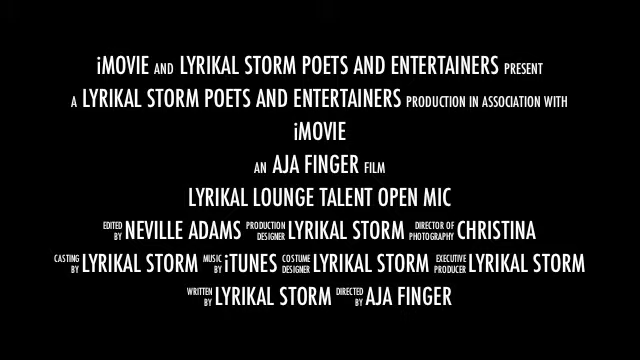 iMOVIE AND LYRIKAL STORM POETS AND ENTERTAINERS PRESENT
A LYRIKAL STORM POETS AND ENTERTAINERS PRODUCTION IN ASSOCIATION WITH
iMOVIE
AN AJA FINGER FILM
LYRIKAL LOUNGE TALENT OPEN MIC
EDITED BY NEVILLE ADAMS PRODUCTION DESIGNER LYRIKAL STORM DIRECTOR OF PHOTOGRAPHY CHRISTINA
CASTING BY LYRIKAL STORM MUSIC BY iTUNES COSTUME DESIGNER LYRIKAL STORM EXECUTIVE PRODUCER LYRIKAL STORM
WRITTEN BY LYRIKAL STORM DIRECTED BY AJA FINGER